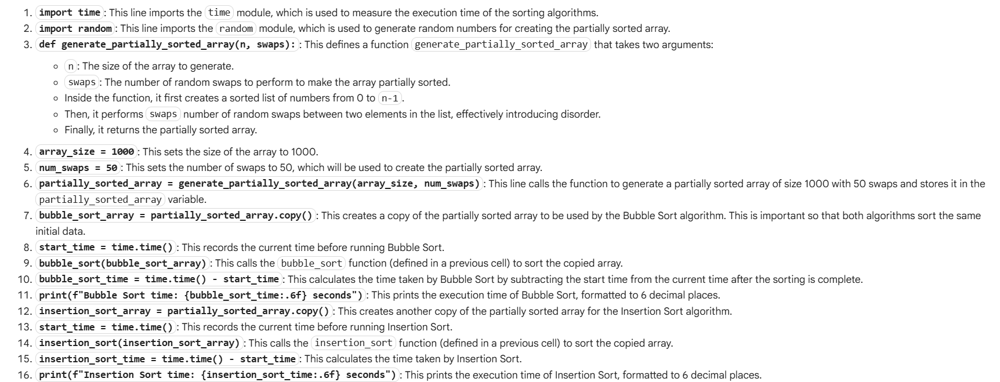 1. import time: This line imports the time module, which is used to measure the execution time of the sorting algorithms.
2. import random: This line imports the random module, which is used to generate random numbers for creating the partially sorted array.
3. def generate_partially_sorted_array(n, swaps):: This defines a function generate_partially_sorted_array that takes two arguments:
◦ n: The size of the array to generate.
◦ swaps: The number of random swaps to perform to make the array partially sorted.
◦ Inside the function, it first creates a sorted list of numbers from 0 to n-1.
◦ Then, it performs swaps number of random swaps between two elements in the list, effectively introducing disorder.
◦ Finally, it returns the partially sorted array.
4. array_size = 1000: This sets the size of the array to 1000.
5. num_swaps = 50: This sets the number of swaps to 50, which will be used to create the partially sorted array.
6. partially_sorted_array = generate_partially_sorted_array(array_size, num_swaps): This line calls the function to generate a partially sorted array of size 1000 with 50 swaps and stores it in the
partially_sorted_array variable.
7. bubble_sort_array = partially_sorted_array.copy(): This creates a copy of the partially sorted array to be used by the Bubble Sort algorithm. This is important so that both algorithms sort the same
initial data.
8. start_time = time.time(): This records the current time before running Bubble Sort.
9. bubble_sort(bubble_sort_array): This calls the bubble_sort function (defined in a previous cell) to sort the copied array.
10. bubble_sort_time = time.time() - start_time: This calculates the time taken by Bubble Sort by subtracting the start time from the current time after the sorting is complete.
11. print(f"Bubble Sort time: {bubble_sort_time:.6f} seconds"): This prints the execution time of Bubble Sort, formatted to 6 decimal places.
12. insertion_sort_array = partially_sorted_array.copy(): This creates another copy of the partially sorted array for the Insertion Sort algorithm.
13. start_time = time.time(): This records the current time before running Insertion Sort.
14. insertion_sort(insertion_sort_array): This calls the insertion_sort function (defined in a previous cell) to sort the copied array.
15. insertion_sort_time = time.time() - start_time: This calculates the time taken by Insertion Sort.
16. print(f"Insertion Sort time: {insertion_sort_time:.6f} seconds"): This prints the execution time of Insertion Sort, formatted to 6 decimal places.